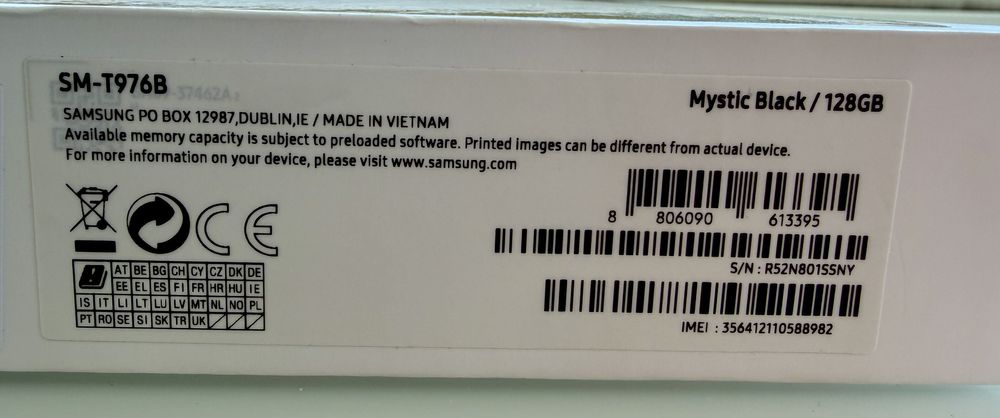 SM-T976B
Mystic Black / 128GB
SAMSUNG PO BOX 12987,DUBLIN,IE / MADE IN VIETNAM
Available memory capacity is subject to preloaded software. Printed images can be different from actual device.
For more information on your device, please visit www.samsung.com
8 806090 613395
S/N : R52N801SSNY
IMEI : 356412110588982
CE
AT BE BG CH CY CZ DK DE
EE EL ES FI FR HR HU IE
IS IT LI LT LU LV MT NL NO PL
PT RO SE SI SK TR UK